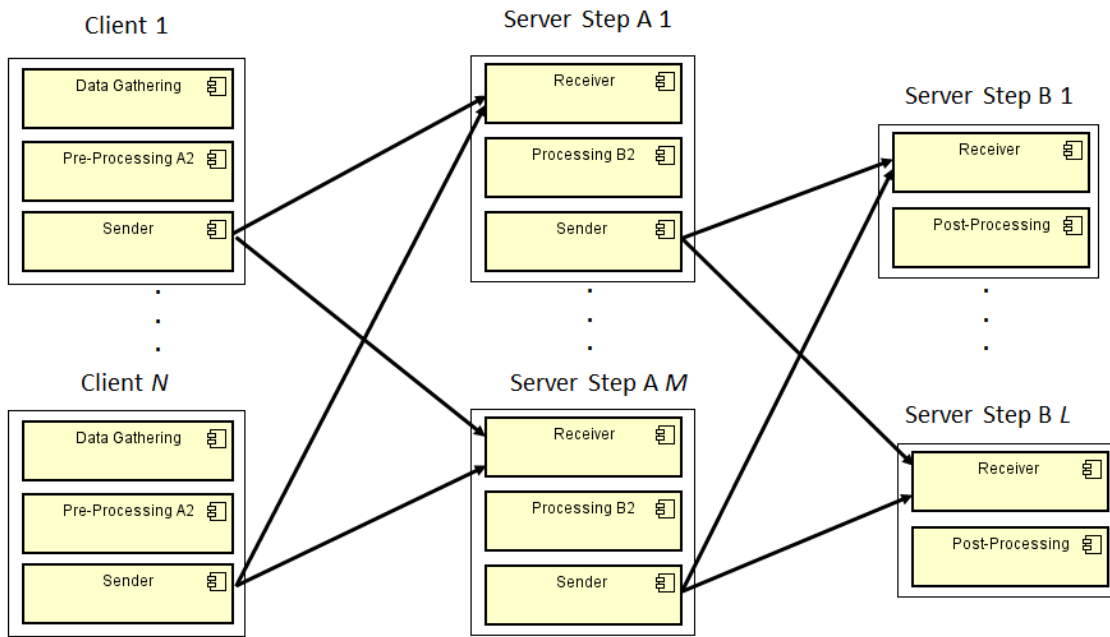 Client 1
Data Gathering
Pre-Processing A2
Sender
Client N
Data Gathering
Pre-Processing A2
Sender
Server Step A 1
Receiver
Processing B2
Sender
Server Step A M
Receiver
Processing B2
Sender
Server Step B 1
Receiver
Post-Processing
Server Step B L
Receiver
Post-Processing